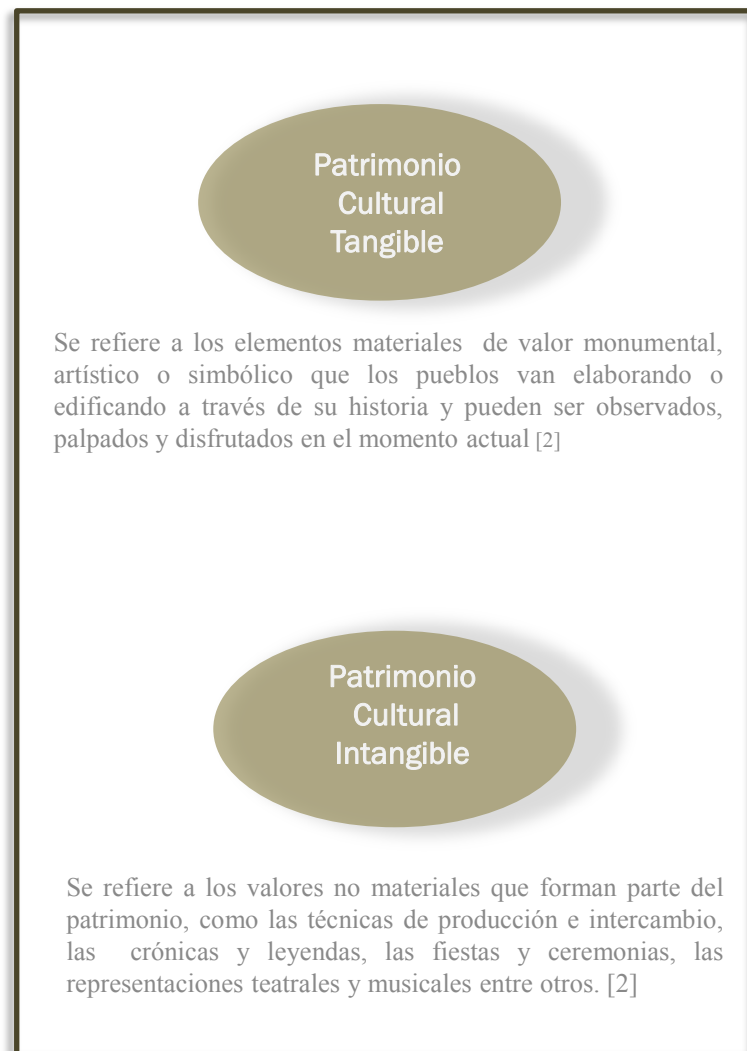 Patrimonio
Cultural
Tangible
Se refiere a los elementos materiales de valor monumental,
artístico o simbólico que los pueblos van elaborando o
edificando a través de su historia y pueden ser observados,
palpados y disfrutados en el momento actual [2]
Patrimonio
Cultural
Intangible
Se refiere a los valores no materiales que forman parte del
patrimonio, como las técnicas de producción e intercambio,
las crónicas y leyendas, las fiestas y ceremonias, las
representaciones teatrales y musicales entre otros. [2]